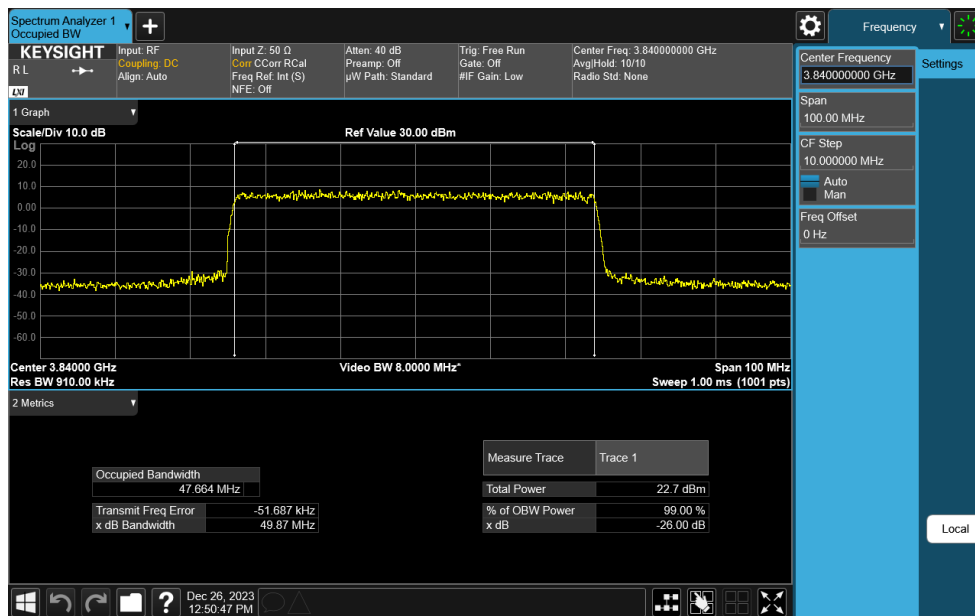 Spectrum Analyzer 1
Occupied BW
+
Frequency
KEYSIGHT
R L
LXI
Input: RF
Coupling: DC
Align: Auto
Input Z: 50 Ω
Corr CCorr RCal
Freq Ref: Int (S)
NFE: Off
Atten: 40 dB
Preamp: Off
µW Path: Standard
Trig: Free Run
Gate: Off
#IF Gain: Low
Center Freq: 3.840000000 GHz
Avg|Hold: 10/10
Radio Std: None
Center Frequency
3.840000000 GHz
Settings
Span
100.00 MHz
CF Step
10.000000 MHz
Auto
Man
Freq Offset
0 Hz
Local
1 Graph
Scale/Div 10.0 dB
Ref Value 30.00 dBm
Log
20.0
10.0
0.00
-10.0
-20.0
-30.0
-40.0
-50.0
-60.0
Center 3.84000 GHz
Video BW 8.0000 MHz*
Span 100 MHz
Res BW 910.00 kHz
Sweep 1.00 ms (1001 pts)
2 Metrics
Occupied Bandwidth
47.664 MHz
Transmit Freq Error -51.687 kHz
x dB Bandwidth 49.87 MHz
Measure Trace Trace 1
Total Power 22.7 dBm
% of OBW Power 99.00 %
x dB -26.00 dB
?
Dec 26, 2023
12:50:47 PM